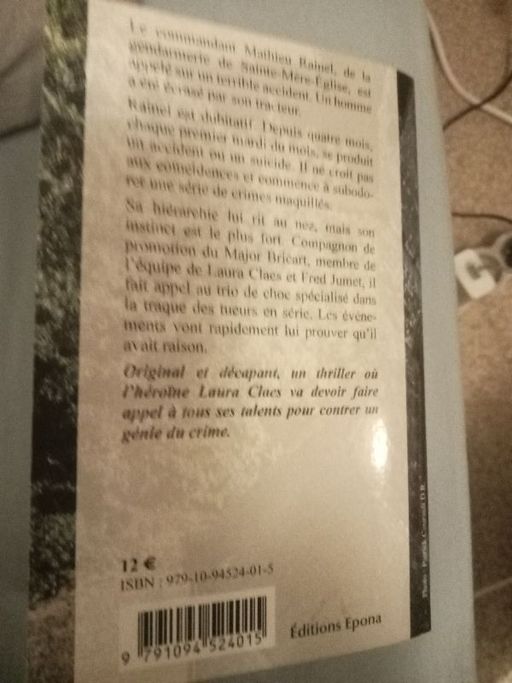 Le commandant Mathieu Rainel, de la
gendarmerie de Sainte-Mère-Eglise, est
appelé sur un terrible accident. Un homme
a été écrasé par son tracteur.
Rainel est dubitatif. Depuis quatre mois,
chaque premier mardi du mois, se produit
un accident ou un suicide. Il ne croit pas
aux coïncidences et commence à subodo-
rer une série de crimes maquillés.
Sa hiérarchie lui rit au nez, mais son
instinct est le plus fort. Compagnon de
promotion du Major Bricart, membre de
l'équipe de Laura Claes et Fred Jumet, il
fait appel au trio de choc spécialisé dans
la traque des tueurs en série. Les événe-
ments vont rapidement lui prouver qu'il
avait raison.
Original et décapant, un thriller où
l'héroïne Laura Claes va devoir faire
appel à tous ses talents pour contrer un
génie du crime.
12 €
ISBN : 979-10-94524-01-5
9 791094 524015
Éditions Epona
Photo : Patrick D.R.